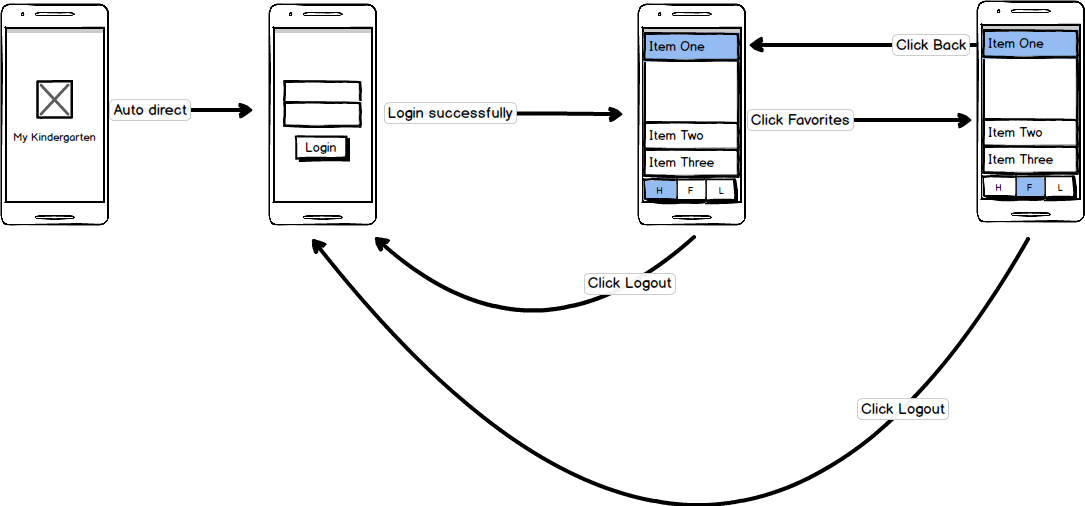 My Kindergarten
Auto direct
Login
Login successfully
Item One
Item Two
Item Three
H F L
Click Back
Click Favorites
Item One
Item Two
Item Three
H F L
Click Logout
Click Logout